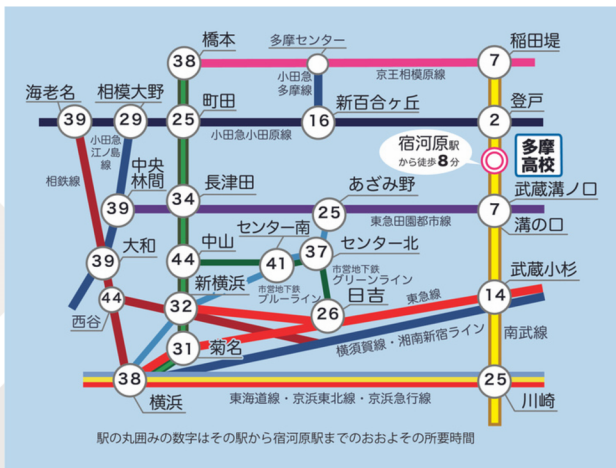 橋本
38
多摩センター
小田急
多摩線
京王相模原線
稲田堤
7
海老名
39
相模大野
29
町田
25
小田急小田原線
新百合ヶ丘
16
登戸
2
小田急
江ノ島
線
相鉄線
宿河原駅
から徒歩8分
多摩
高校
中央
林間
39
長津田
34
あざみ野
25
東急田園都市線
武蔵溝ノ口
7
溝の口
大和
39
中山
44
センター南
41
センター北
37
市営地下鉄
ブルーライン
市営地下鉄
グリーンライン
日吉
26
西谷
44
新横浜
32
東急線
武蔵小杉
14
菊名
31
横須賀線・湘南新宿ライン
南武線
横浜
38
東海道線・京浜東北線・京浜急行線
川崎
25
駅の丸囲みの数字はその駅から宿河原駅までのおおよその所要時間